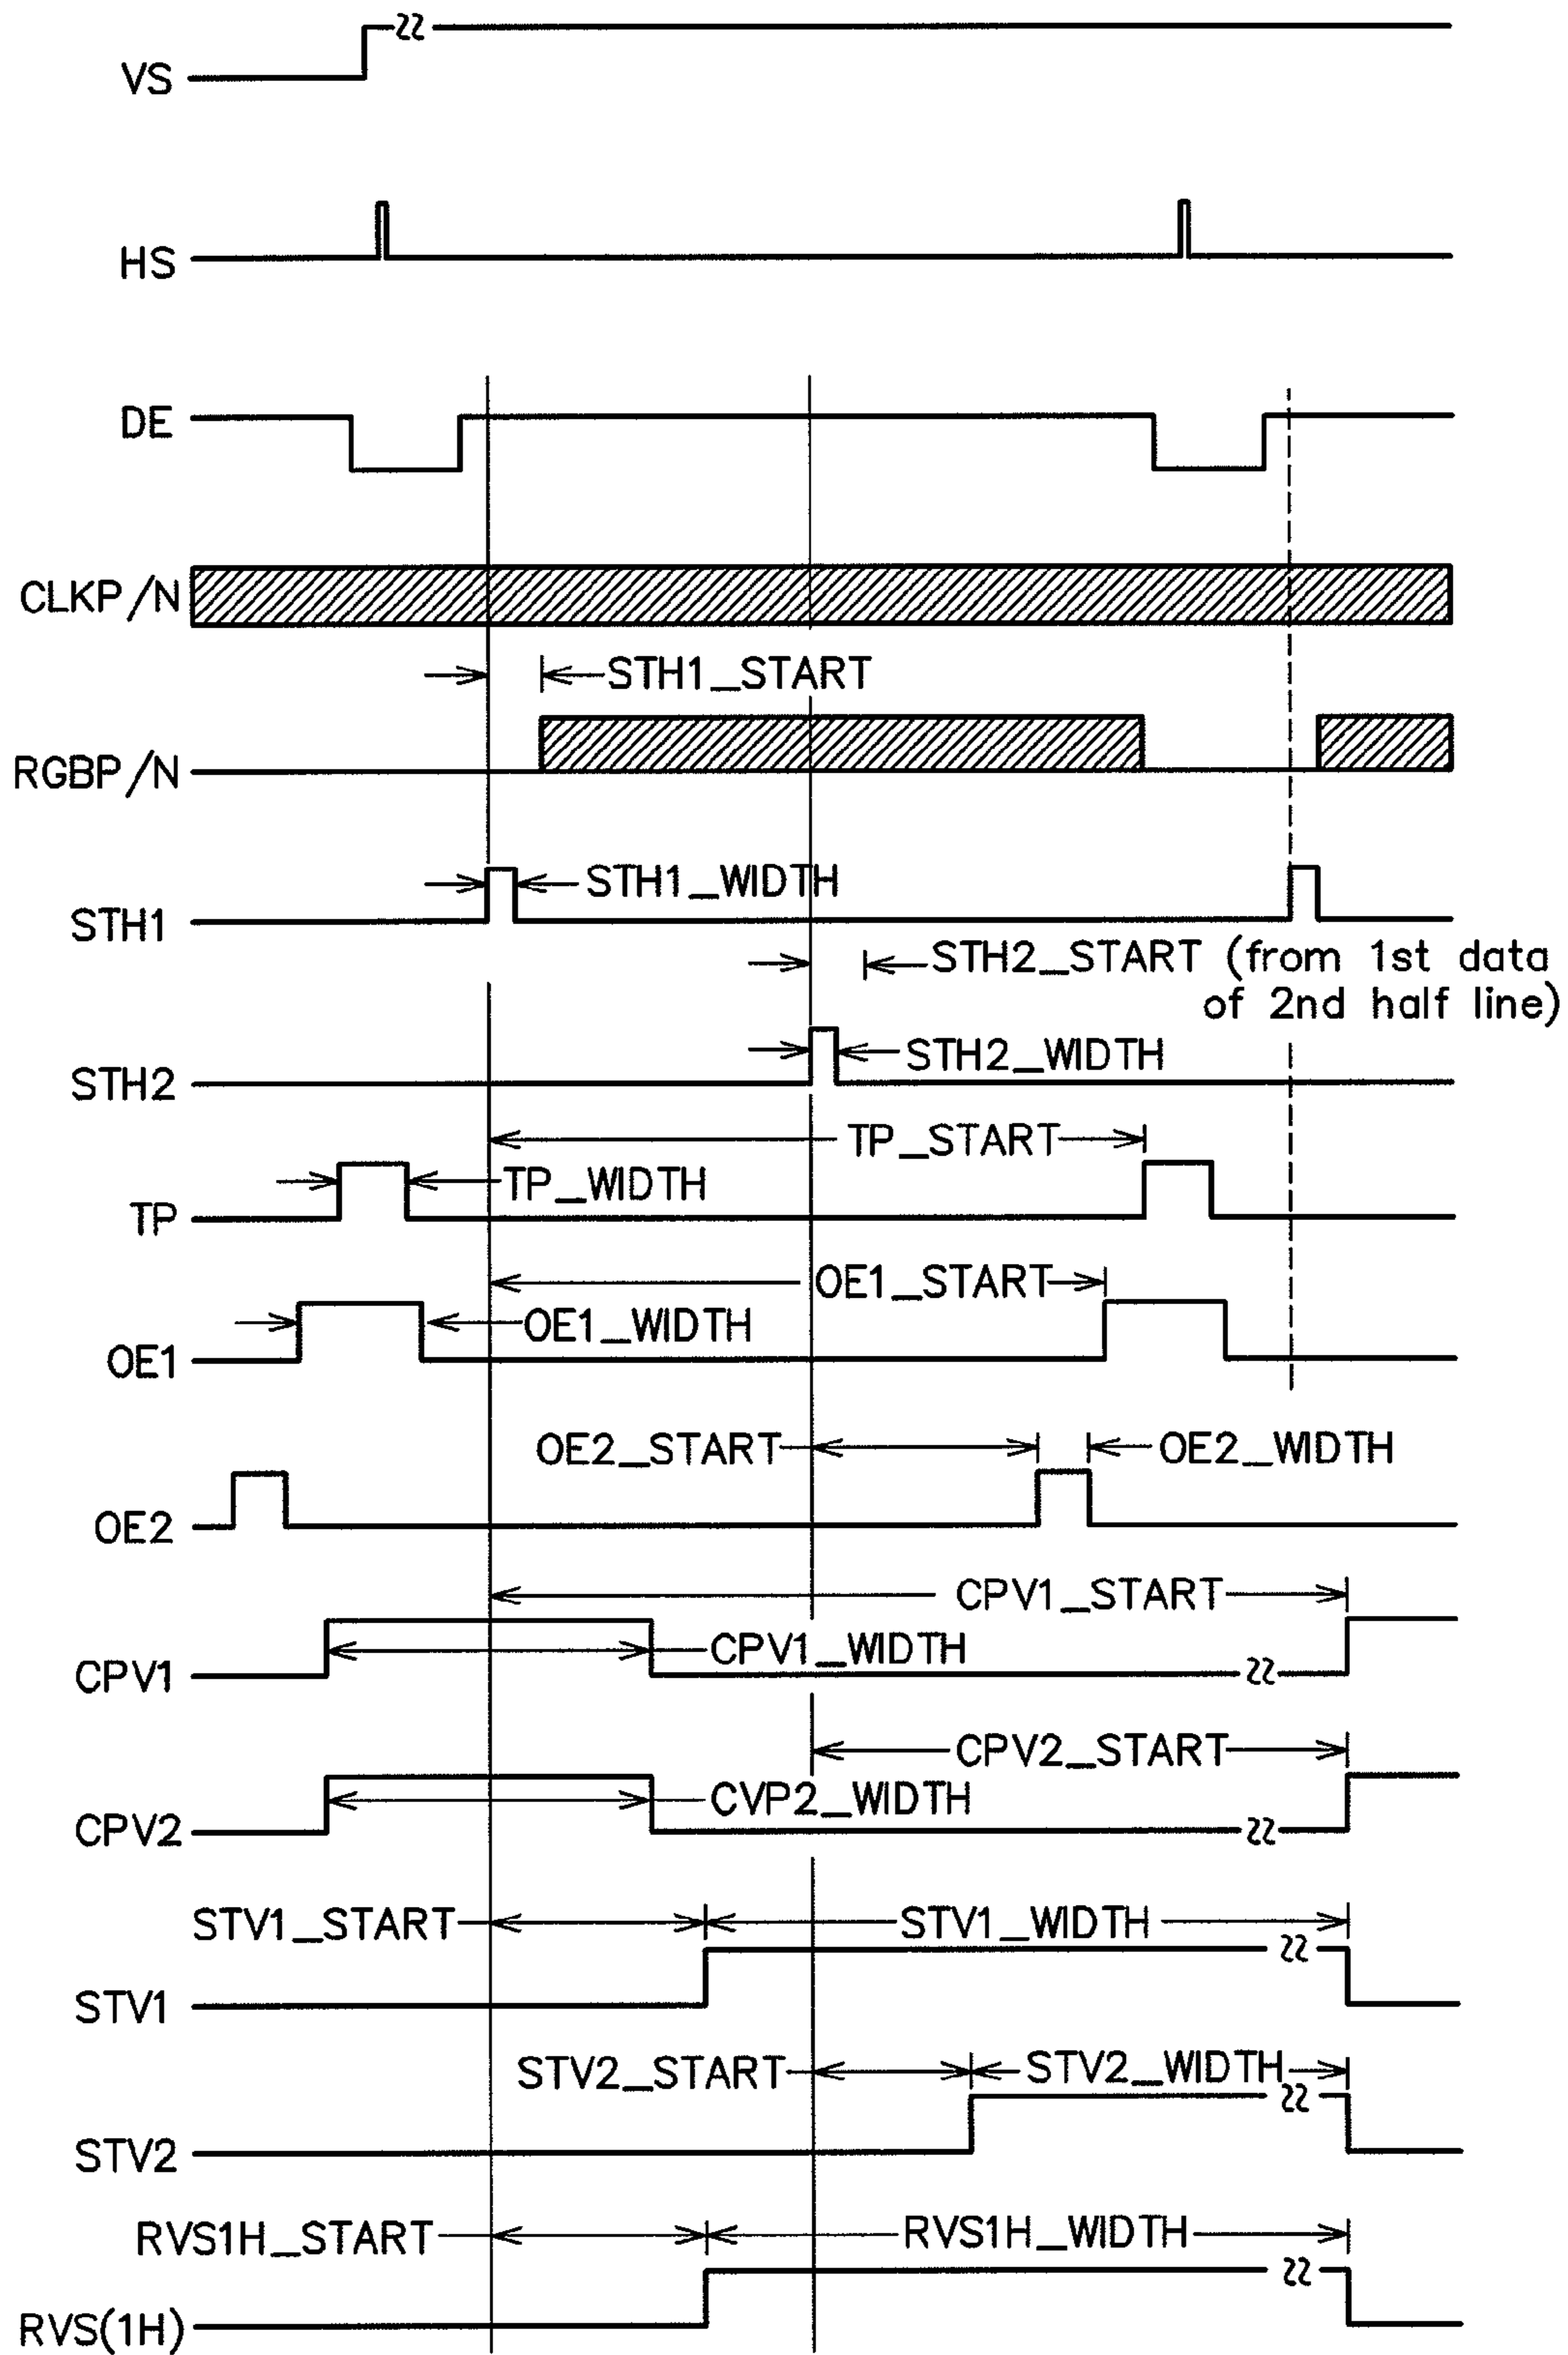 VS
HS
DE
CLKP/N
STH1_START
RGBP/N
STH1_WIDTH
STH1
STH2_START (from 1st data
of 2nd half line)
STH2_WIDTH
STH2
TP_START
TP_WIDTH
TP
OE1_START
OE1_WIDTH
OE1
OE2_START
OE2_WIDTH
OE2
CPV1_START
CPV1_WIDTH
CPV1
CPV2_START
CVP2_WIDTH
CPV2
STV1_START
STV1_WIDTH
STV1
STV2_START
STV2_WIDTH
STV2
RVS1H_START
RVS1H_WIDTH
RVS(1H)